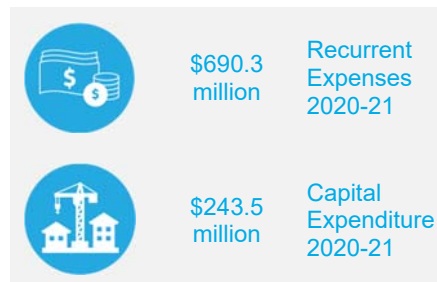 $690.3
million
Recurrent
Expenses
2020-21
$243.5
million
Capital
Expenditure
2020-21